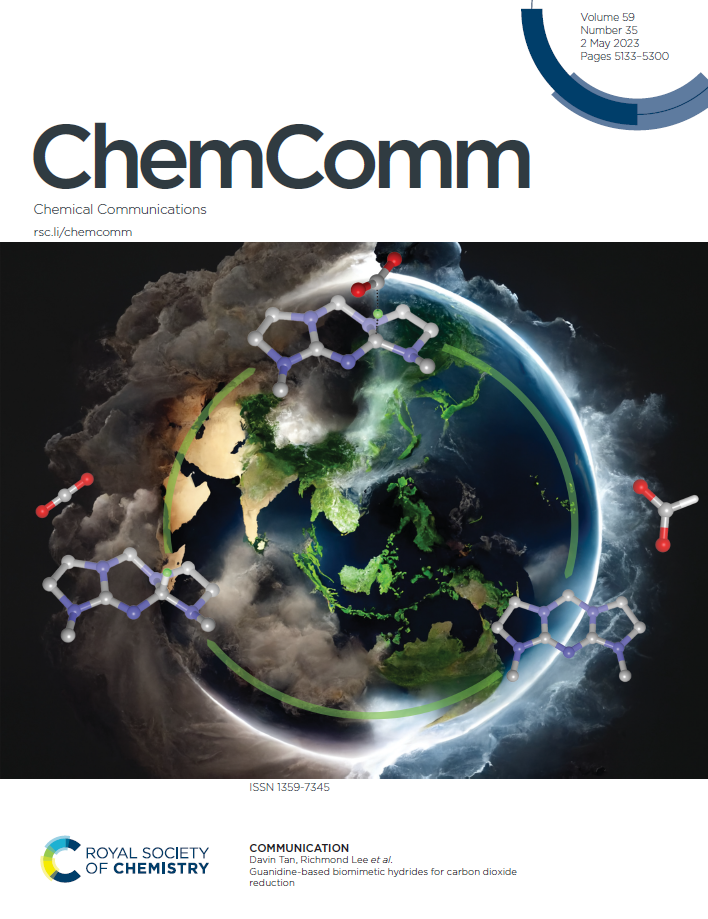 Volume 59
Number 35
2 May 2023
Pages 5133–5300
ChemComm
Chemical Communications
rsc.li/chemcomm
ISSN 1359-7345
ROYAL SOCIETY
OF CHEMISTRY
COMMUNICATION
Davin Tan, Richmond Lee et al.
Guanidine-based biomimetic hydrides for carbon dioxide
reduction